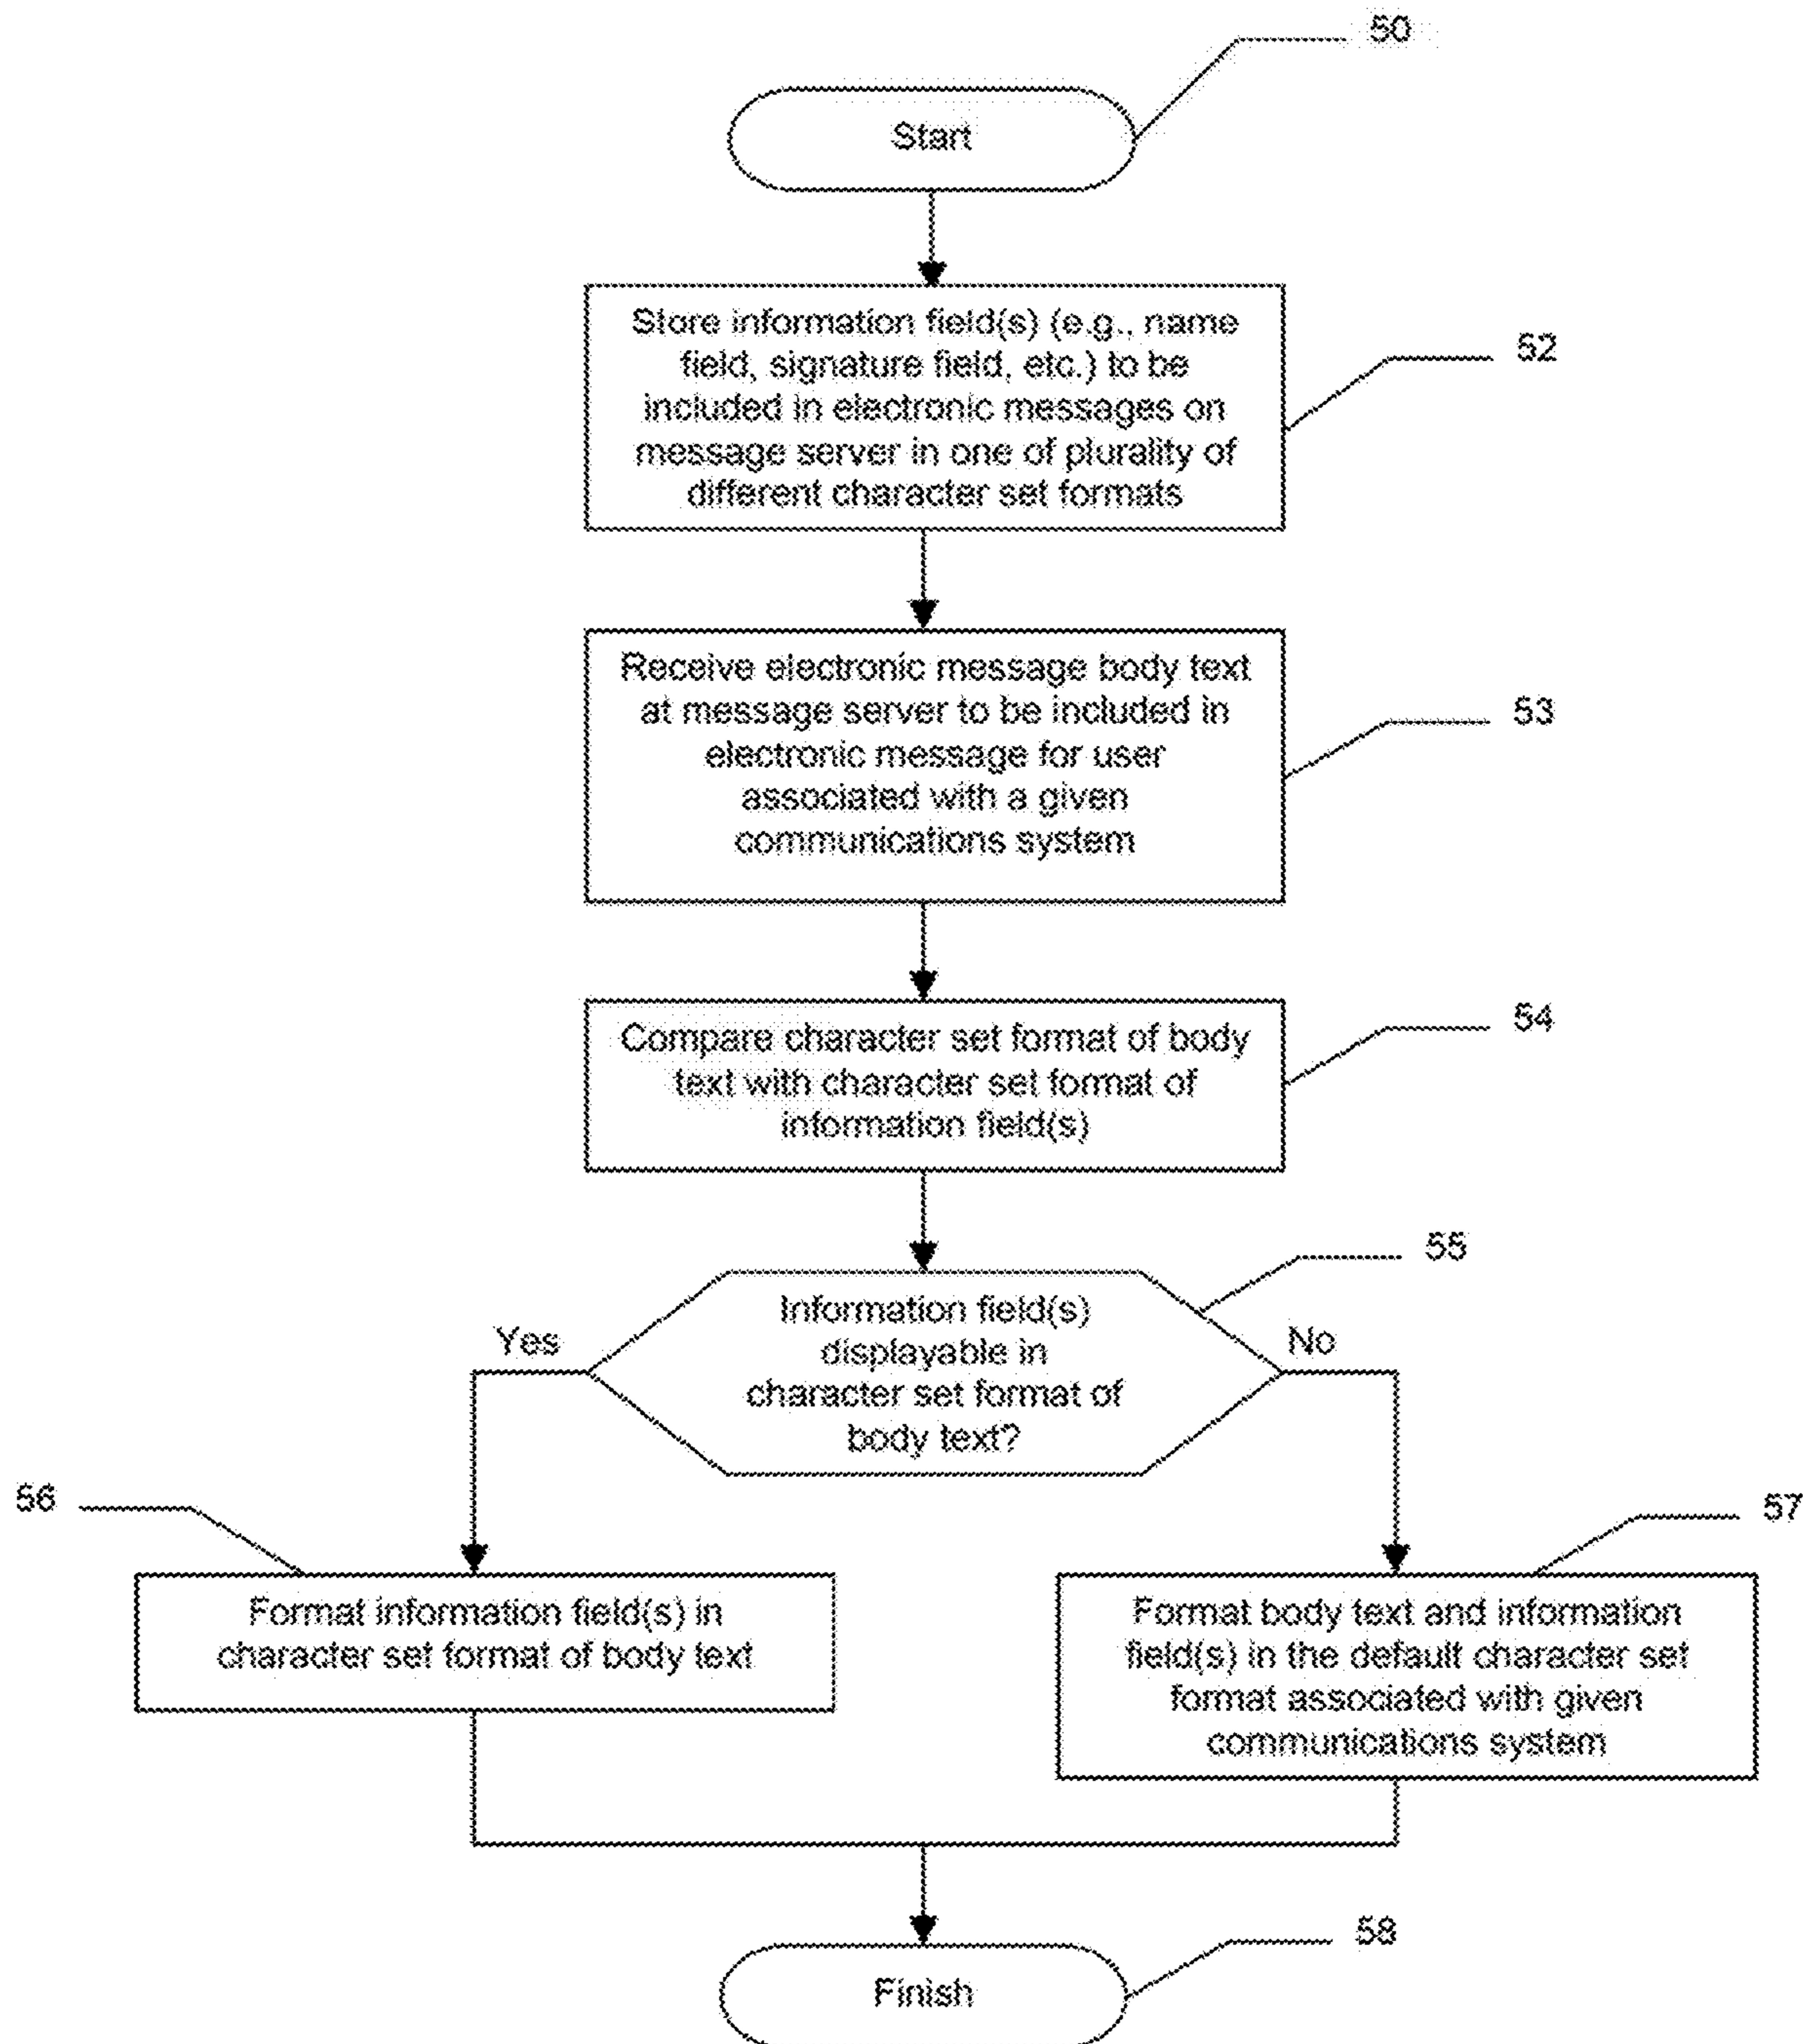 50
Start
Store information field(s) (e.g., name
field, signature field, etc.) to be
included in electronic messages on
message server in one of plurality of
different character set formats
52
Receive electronic message body text
at message server to be included in
electronic message for user
associated with a given
communications system
53
Compare character set format of body
text with character set format of
information field(s)
54
55
Information field(s)
displayable in
character set format of
body text?
Yes
No
56
Format information field(s) in
character set format of body text
57
Format body text and information
field(s) in the default character set
format associated with given
communications system
58
Finish